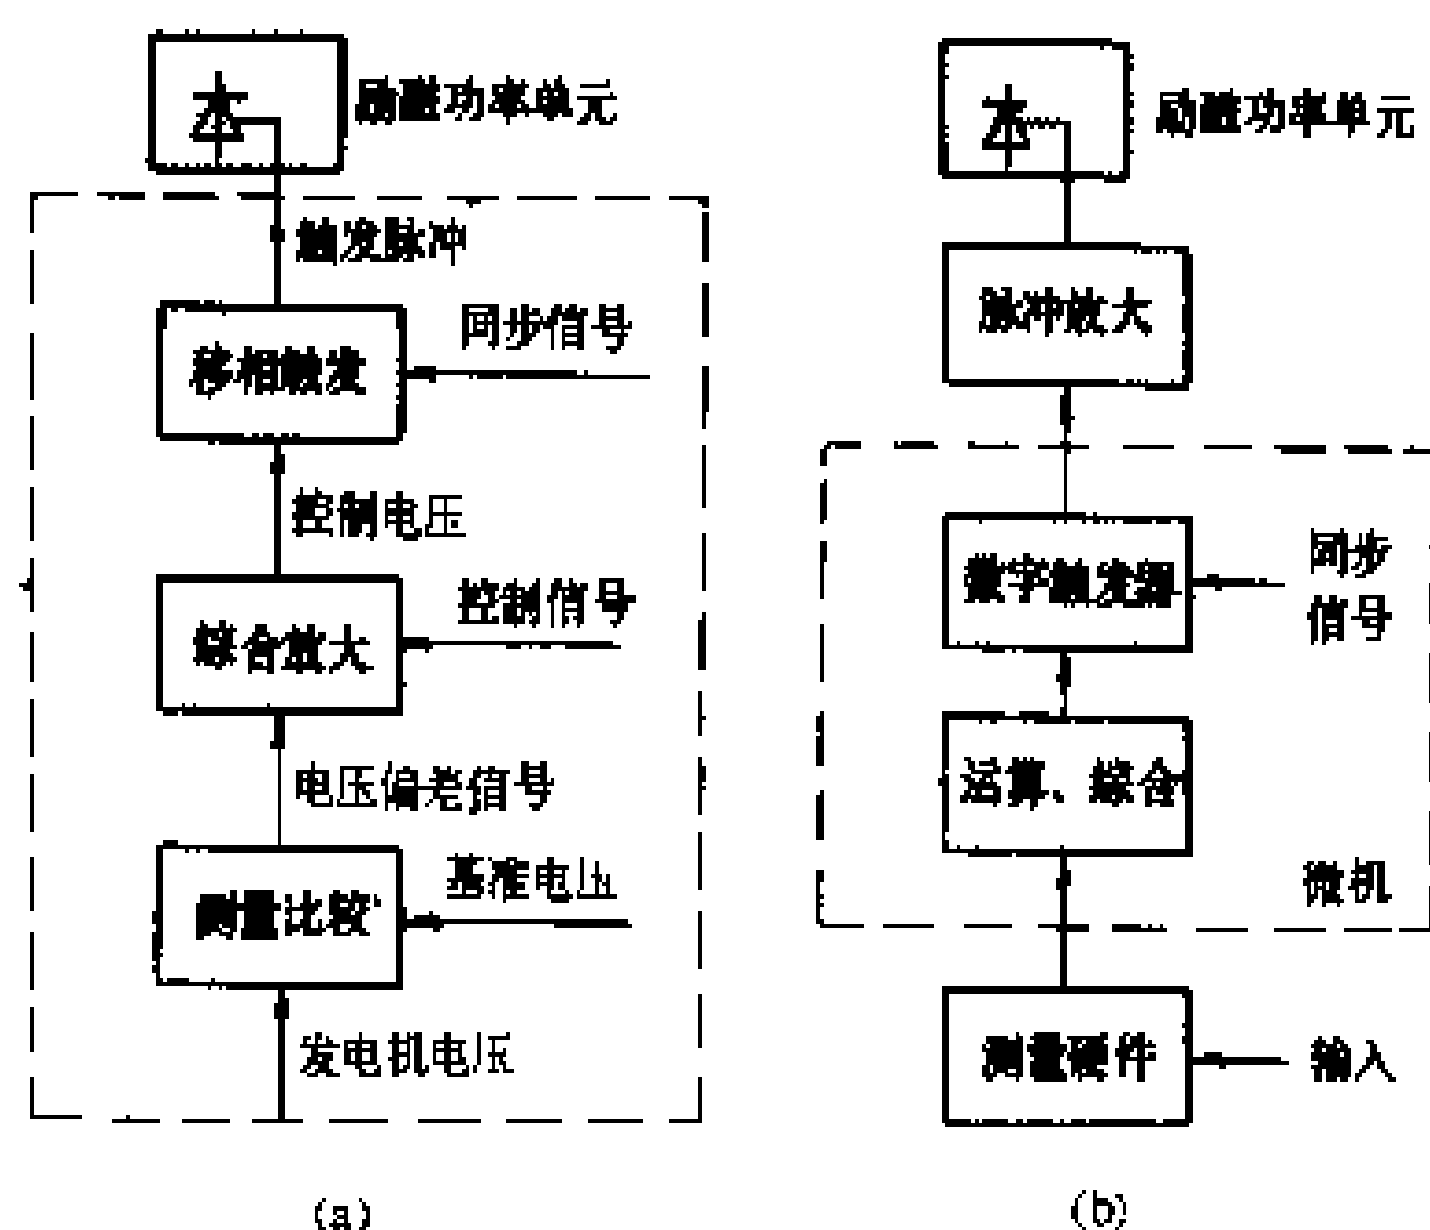 励磁功率单元
触发脉冲
同步信号
移相触发
控制电压
控制信号
综合放大
电压偏差信号
基准电压
测量比较
发电机电压
(a)
励磁功率单元
脉冲放大
数字触发器
同步
信号
运算、综合
微机
测量硬件
输入
(b)